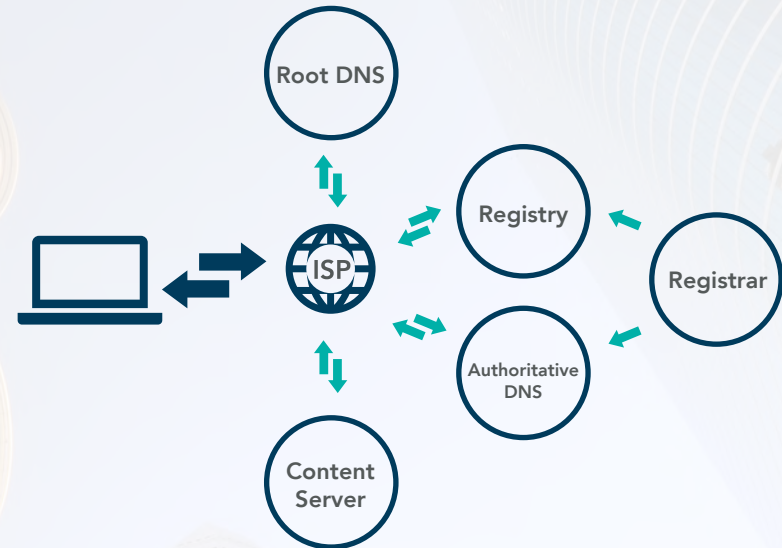 Root DNS
Registry
ISP
Registrar
Authoritative
DNS
Content
Server